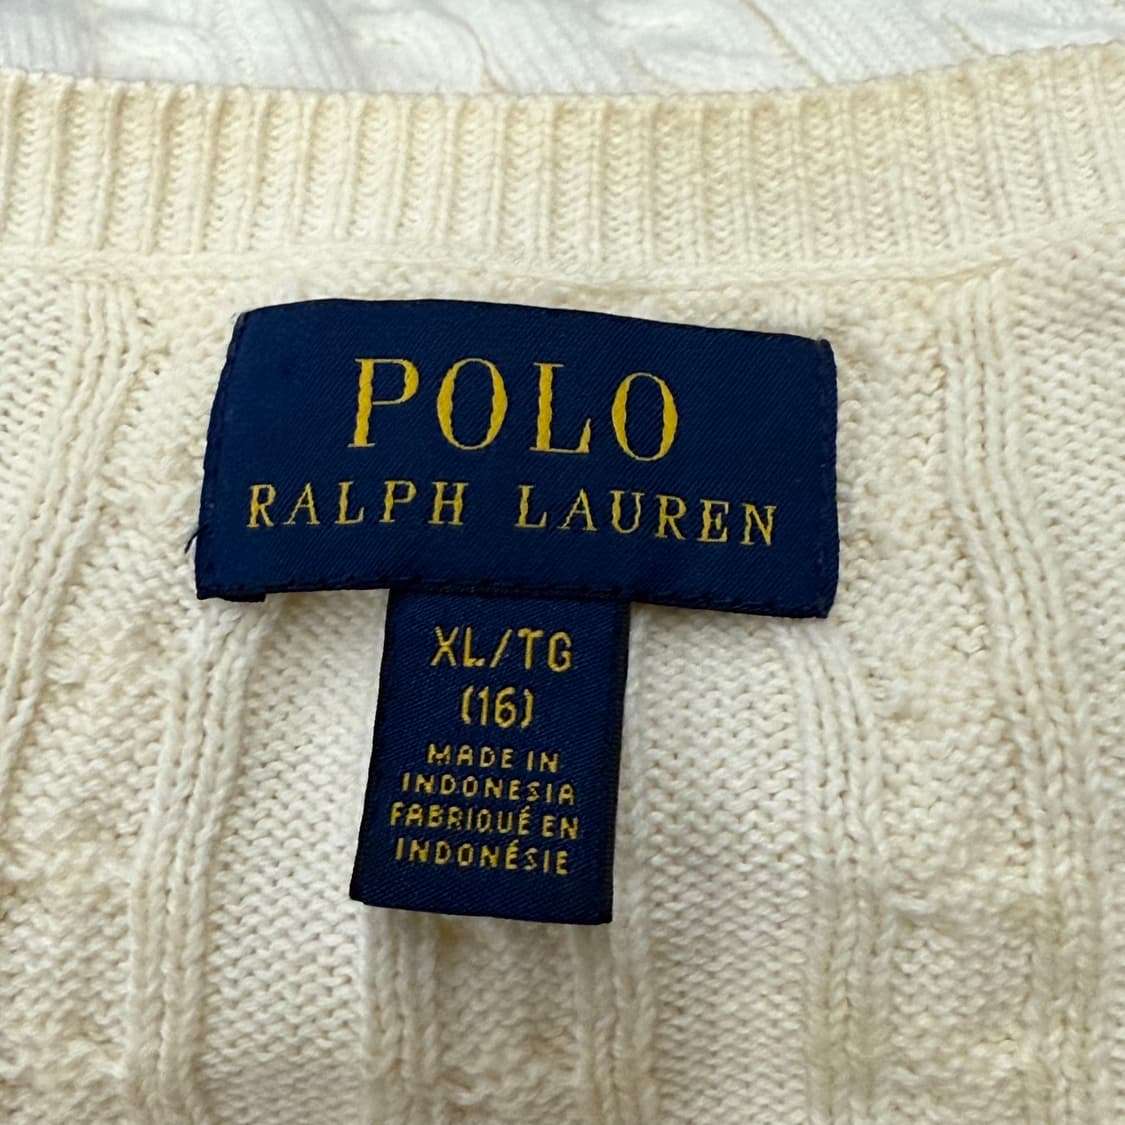 POLO
RALPH LAUREN
XL/TG
(16)
MADE IN
INDONESIA
FABRIQUÉ EN
INDONÉSIE